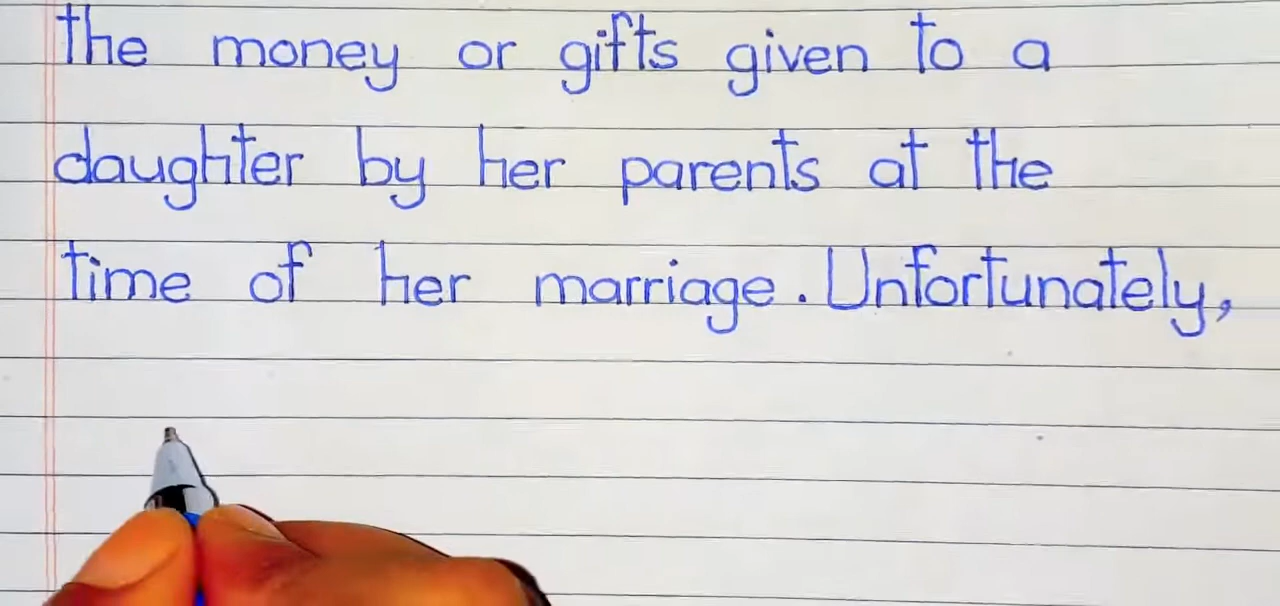 the money or gifts given to a
daughter by her parents at the
time of her marriage. Unfortunately,